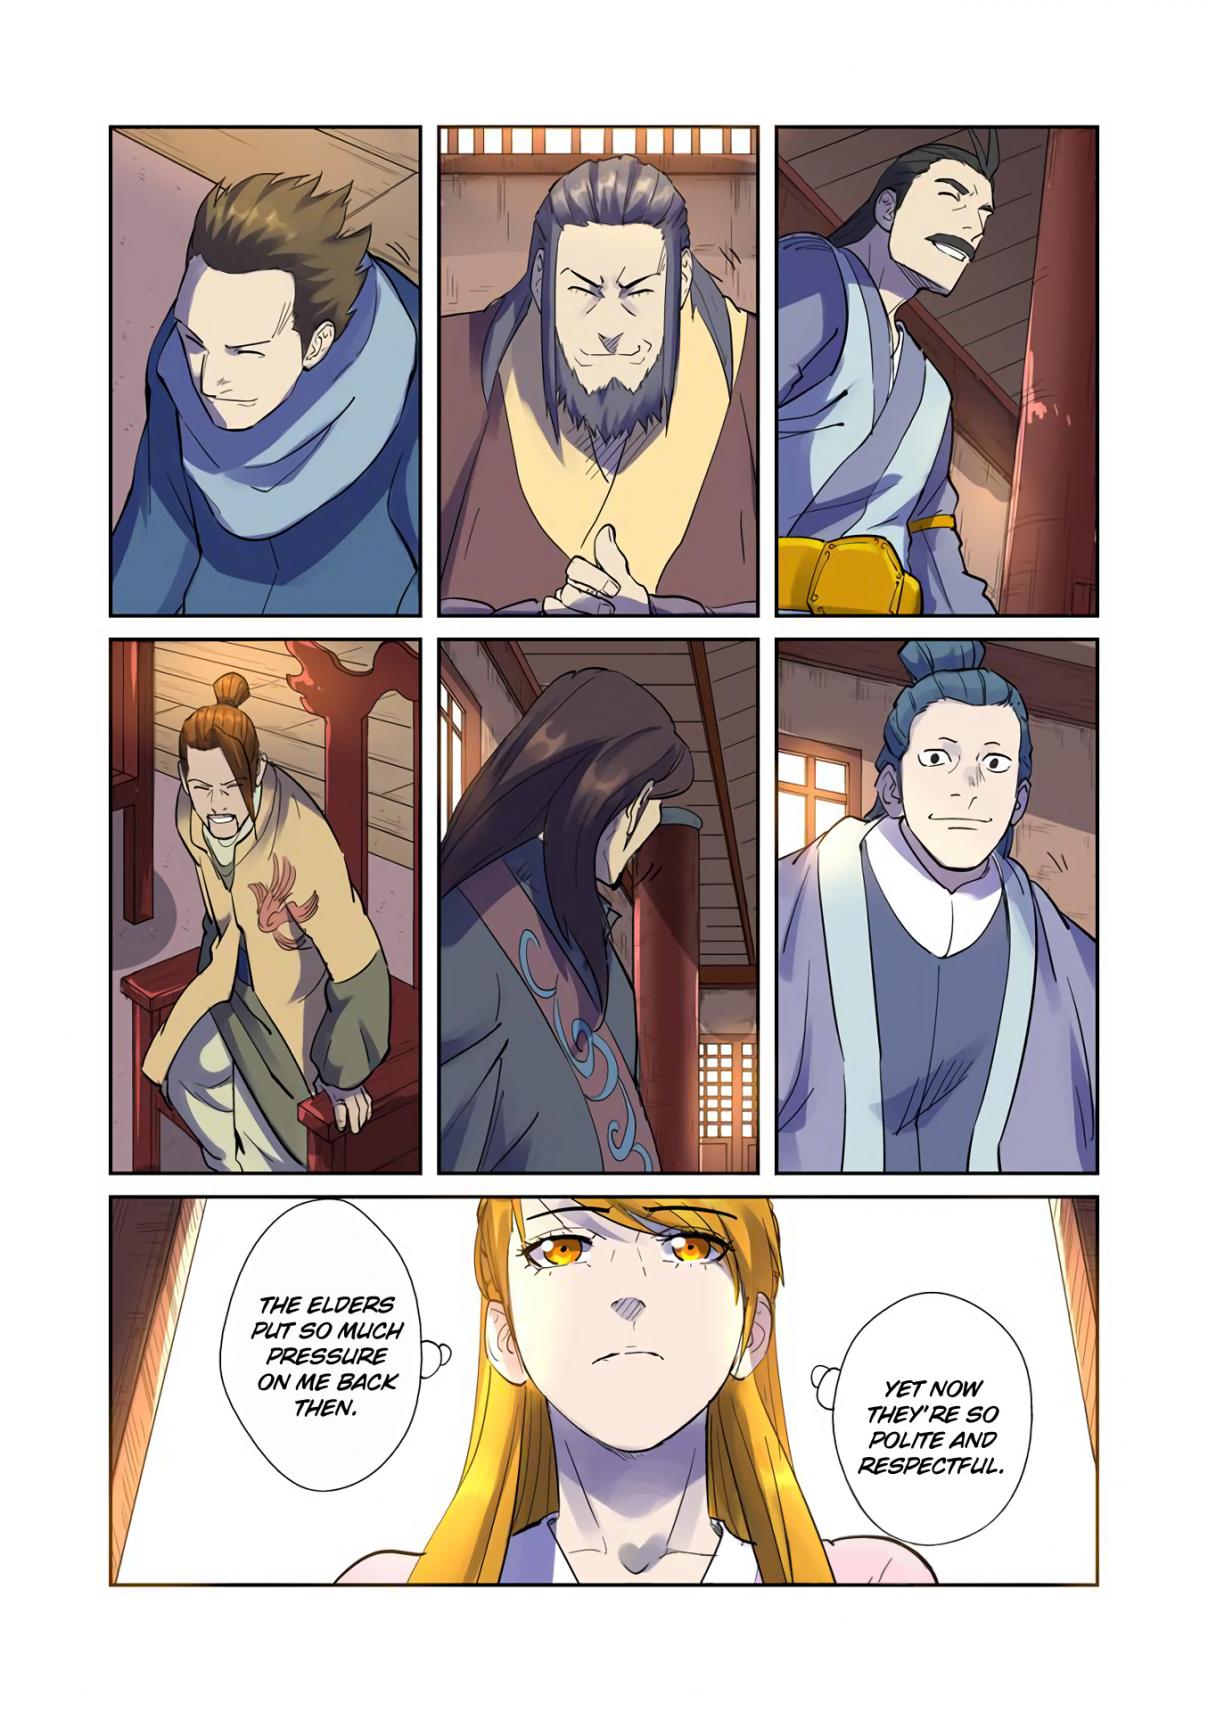 THE ELDERS
PUT SO MUCH
PRESSURE
ON ME BACK
THEN.
YET NOW
THEY'RE SO
POLITE AND
RESPECTFUL.